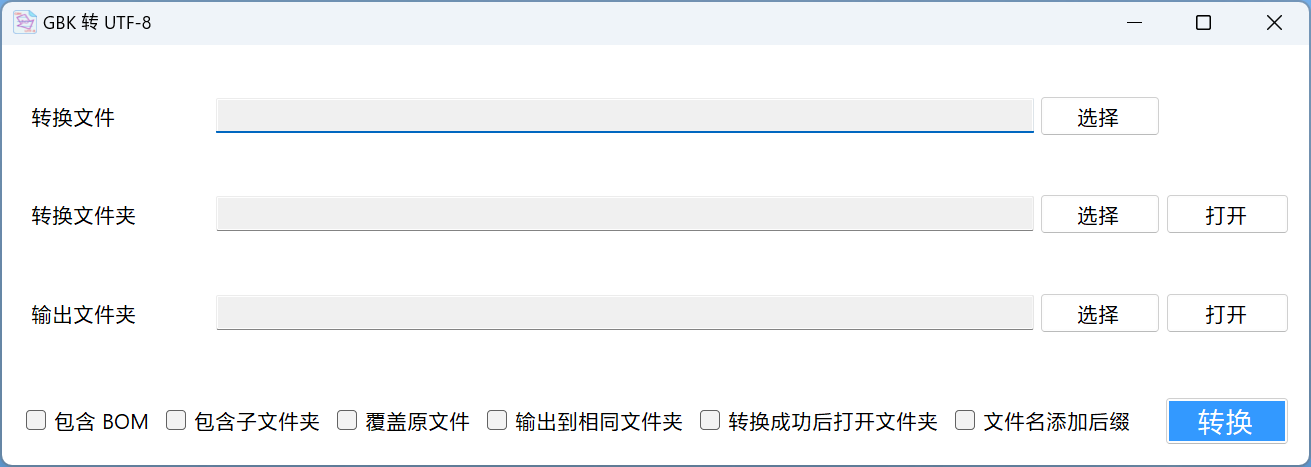 GBK 转 UTF-8
转换文件 选择
转换文件夹 选择 打开
输出文件夹 选择 打开
包含 BOM 包含子文件夹 覆盖原文件 输出到相同文件夹 转换成功后打开文件夹 文件名添加后缀 转换